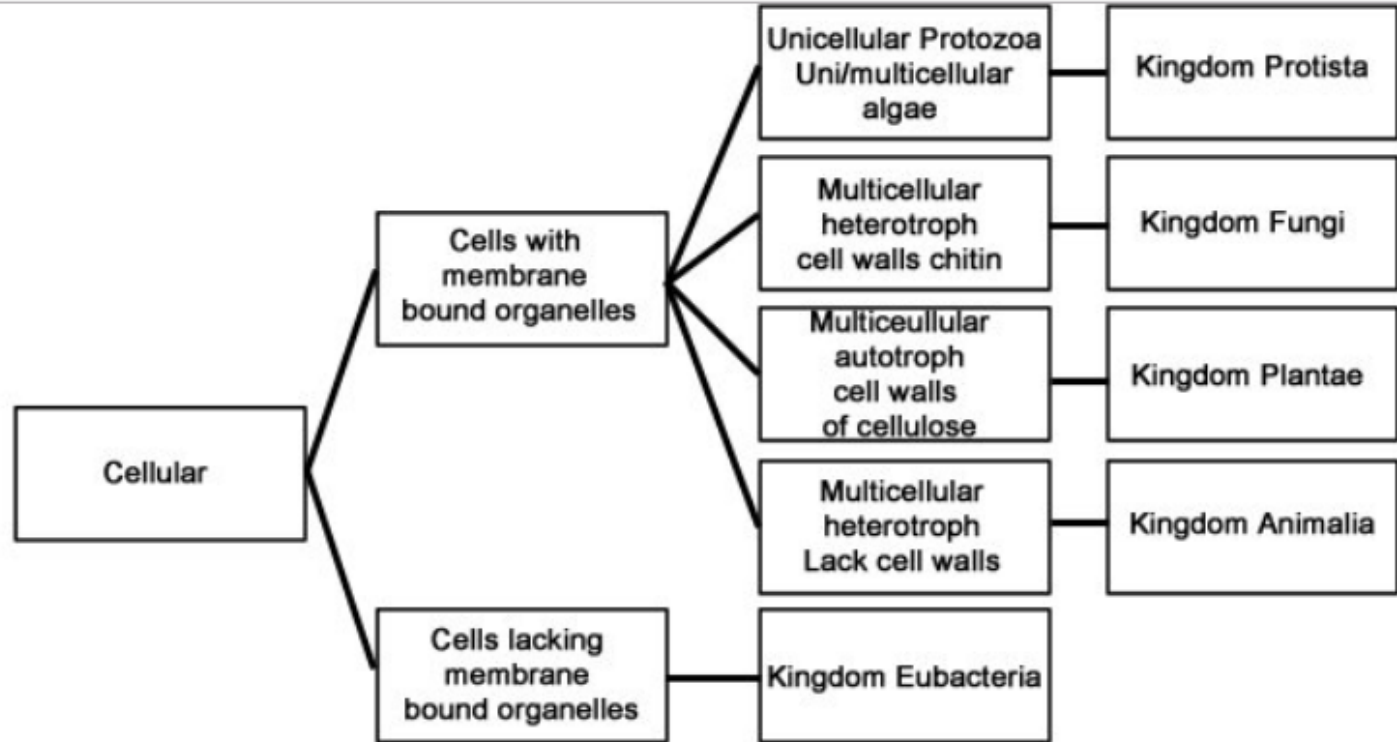 Unicellular Protozoa
Uni/multicellular
algae
Kingdom Protista
Multicellular
heterotroph
cell walls chitin
Kingdom Fungi
Cells with
membrane
bound organelles
Multiceullular
autotroph
cell walls
of cellulose
Kingdom Plantae
Cellular
Multicellular
heterotroph
Lack cell walls
Kingdom Animalia
Cells lacking
membrane
bound organelles
Kingdom Eubacteria